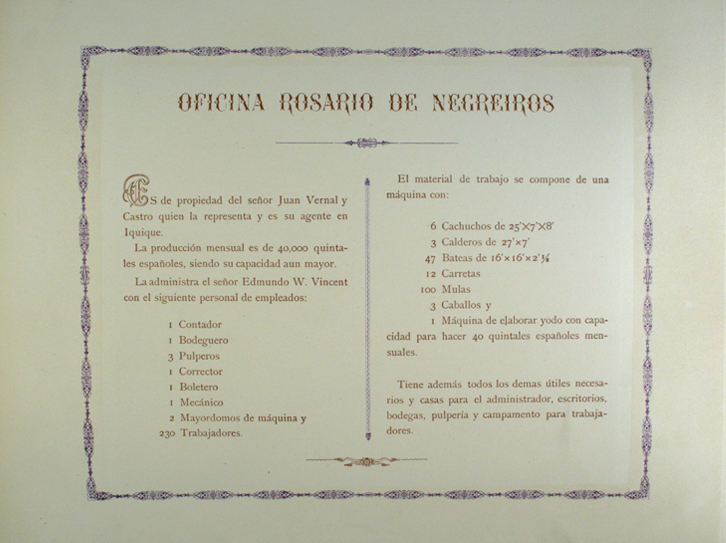 OFICINA ROSARIO DE NEGREIROS
ES de propiedad del señor Juan Vernal y
Castro quien la representa y es su agente en
Iquique.
La producción mensual es de 40,000 quinta-
les españoles, siendo su capacidad aun mayor.
La administra el señor Edmundo W. Vincent
con el siguiente personal de empleados:
1 Contador
1 Bodeguero
3 Pulperos
1 Corrector
1 Boletero
1 Mecánico
2 Mayordomos de máquina y
230 Trabajadores.
El material de trabajo se compone de una
máquina con:
6 Cachuchos de 25'×7'×8'
3 Calderos de 27'×7'
47 Bateas de 16'×16'×2'¾
12 Carretas
100 Mulas
3 Caballos y
1 Máquina de elaborar yodo con capa-
cidad para hacer 40 quintales españoles men-
suales.
Tiene además todos los demas útiles necesa-
rios y casas para el administrador, escritorios,
bodegas, pulpería y campamento para trabaja-
dores.